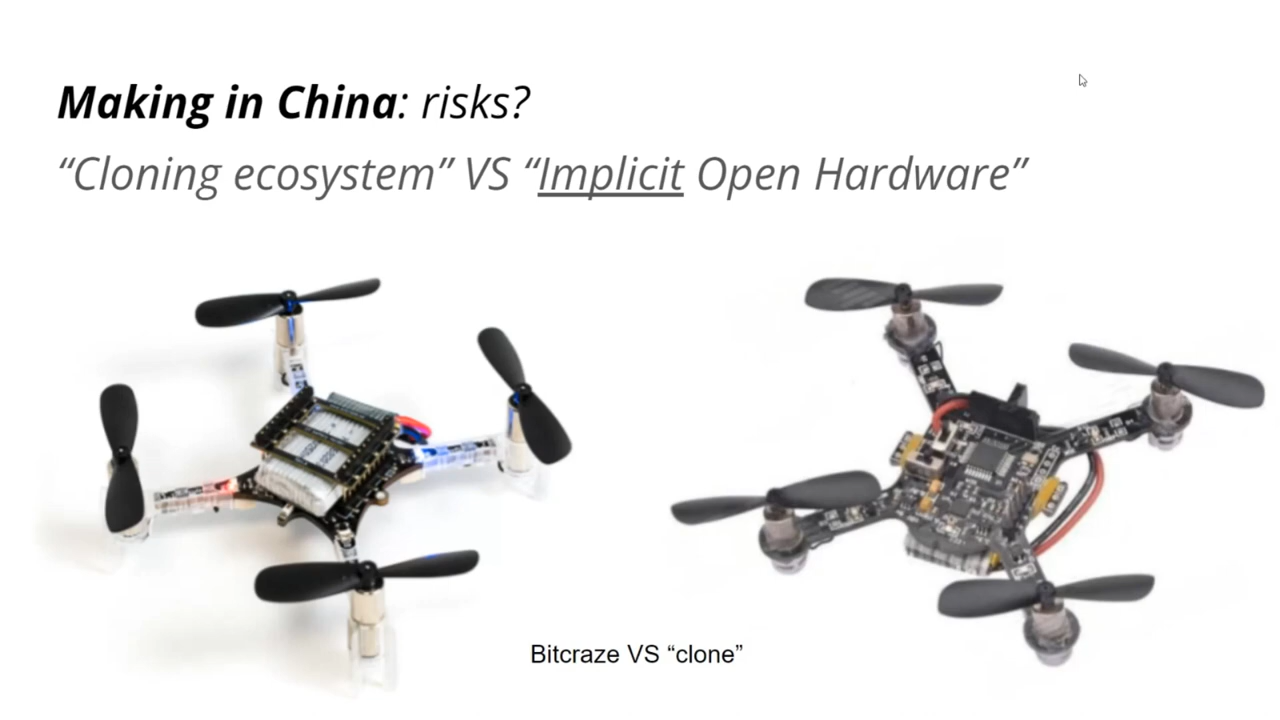 Making in China: risks?
“Cloning ecosystem” VS “Implicit Open Hardware”
Bitcraze VS “clone”